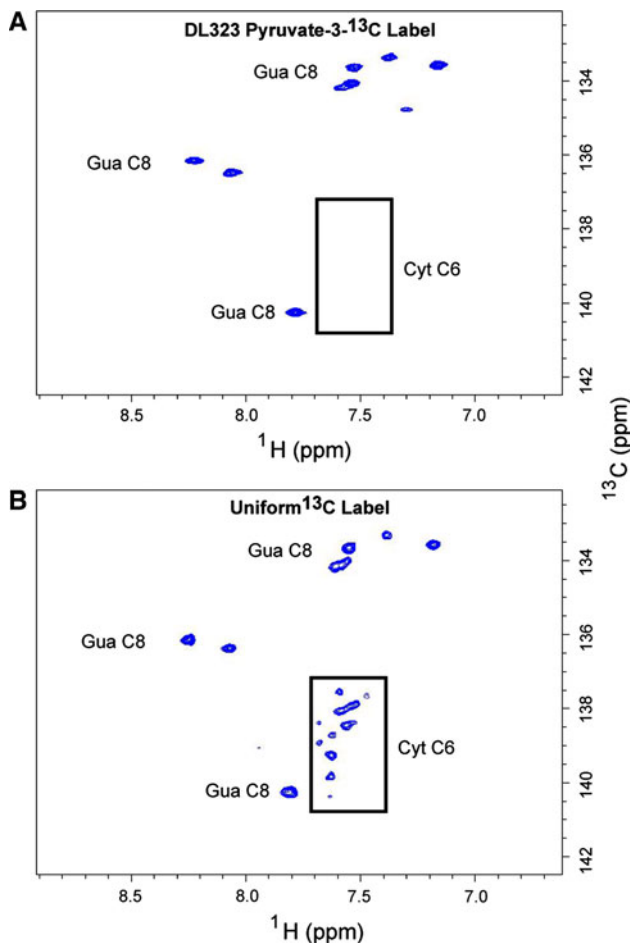 A
DL323 Pyruvate-3-¹³C Label
Gua C8
Gua C8
Cyt C6
Gua C8
134
136
138
140
142
8.5 8.0 7.5 7.0
¹H (ppm)
¹³C (ppm)
B
Uniform¹³C Label
Gua C8
Gua C8
Cyt C6
Gua C8
134
136
138
140
142
8.5 8.0 7.5 7.0
¹H (ppm)